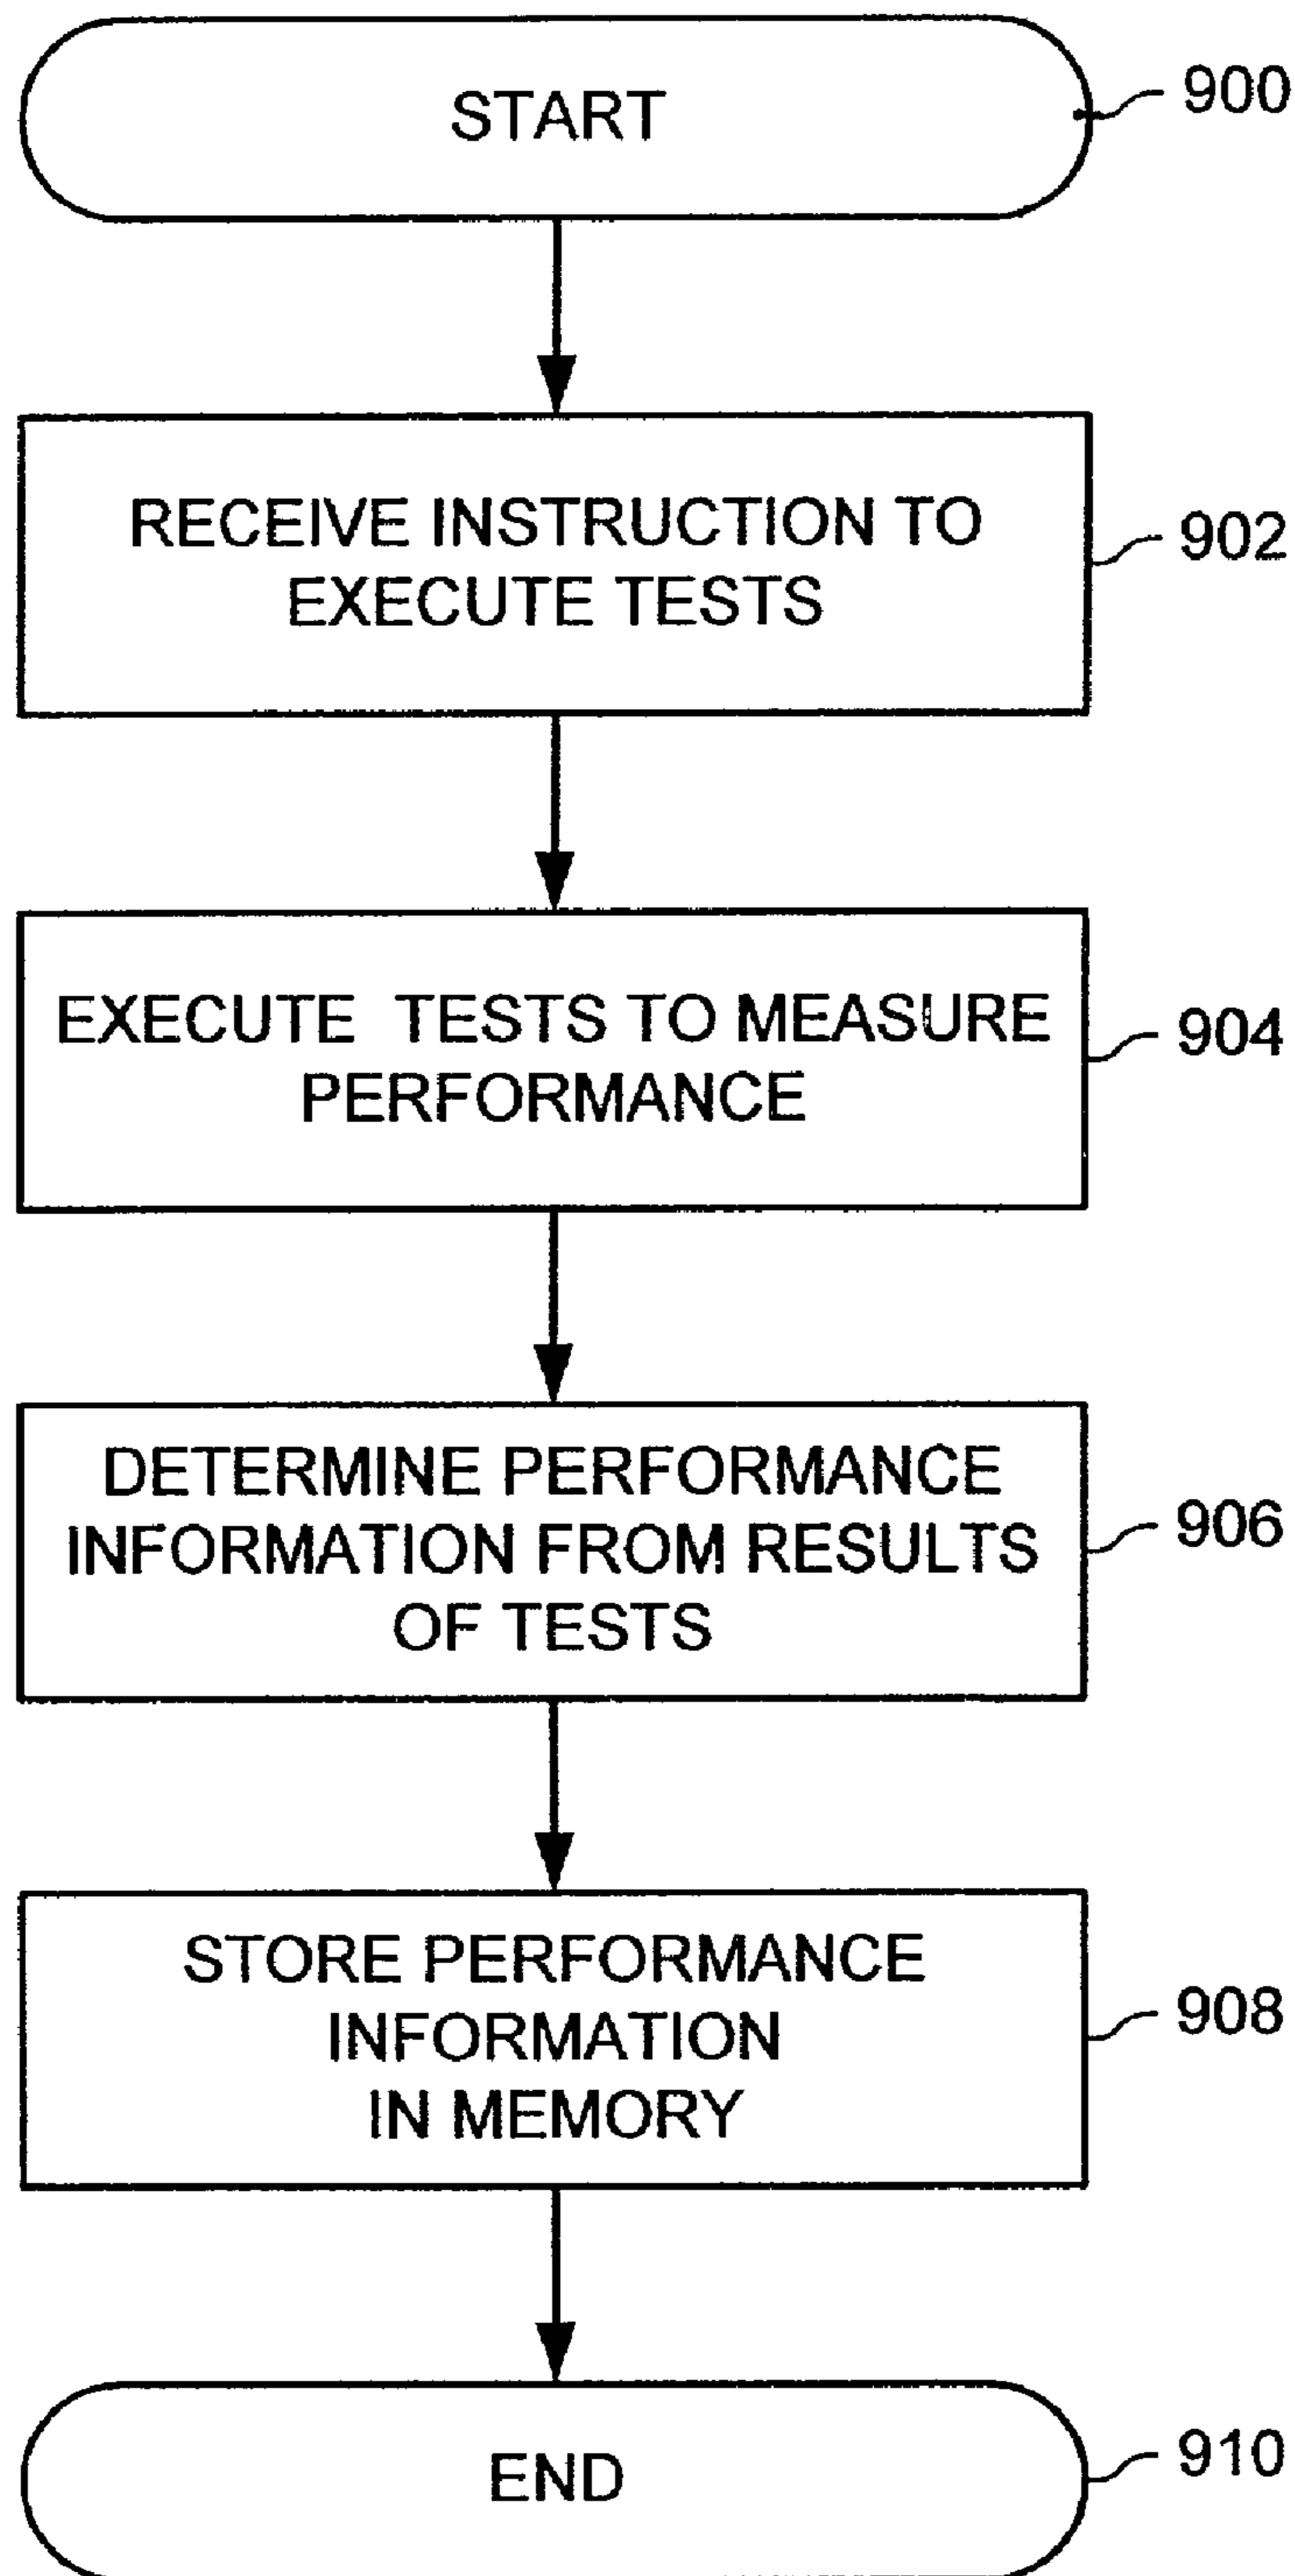 START
900
RECEIVE INSTRUCTION TO
EXECUTE TESTS
902
EXECUTE TESTS TO MEASURE
PERFORMANCE
904
DETERMINE PERFORMANCE
INFORMATION FROM RESULTS
OF TESTS
906
STORE PERFORMANCE
INFORMATION
IN MEMORY
908
END
910